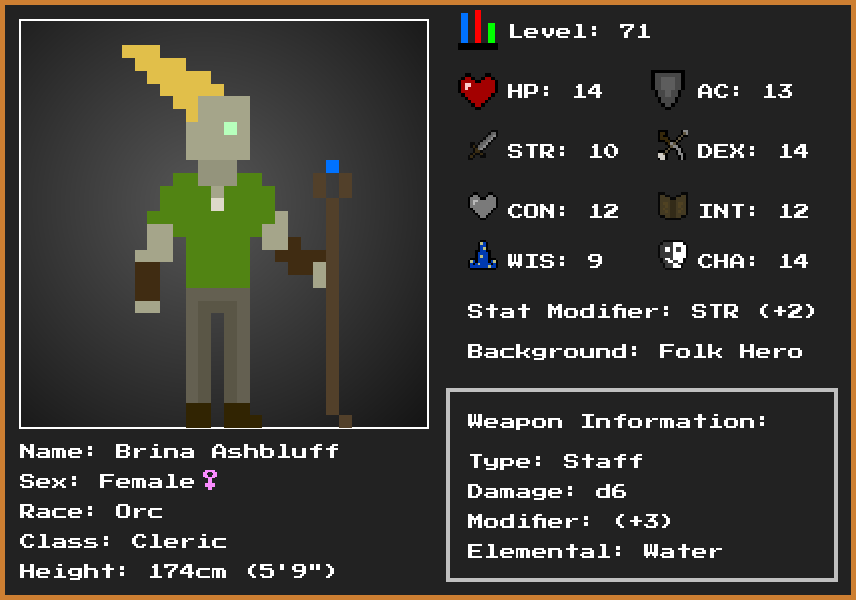 Level: 71
HP: 14
AC: 13
STR: 10
DEX: 14
CON: 12
INT: 12
WIS: 9
CHA: 14
Stat Modifier: STR (+2)
Background: Folk Hero
Weapon Information:
Type: Staff
Damage: d6
Modifier: (+3)
Elemental: Water
Name: Brina Ashbluff
Sex: Female♀
Race: Orc
Class: Cleric
Height: 174cm (5'9")